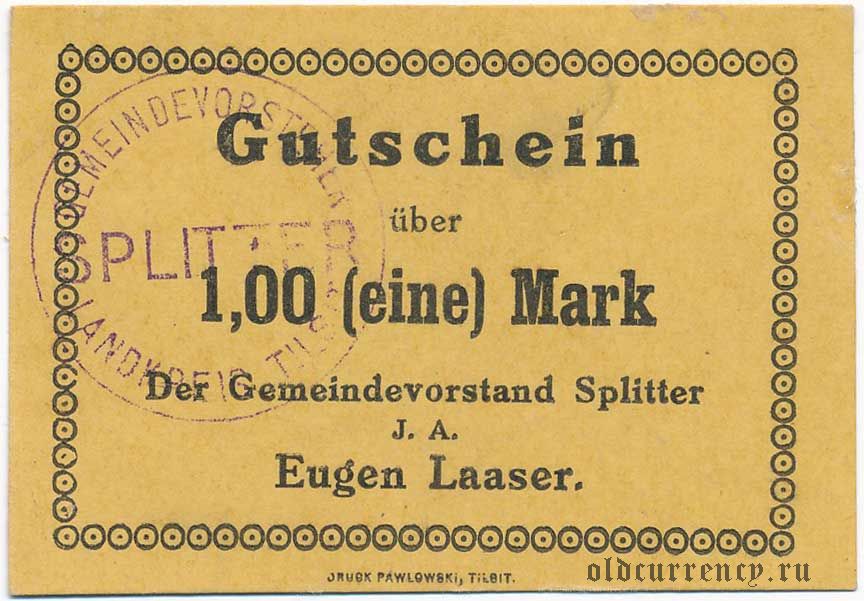 Gutschein
über
1,00 (eine) Mark
Der Gemeindevorstand Splitter
J. A.
Eugen Laaser.
GEMEINDEVORSTEHER
SPLITTER
LANDKREIS TILSIT
DRUCK PAWLOWSKI, TILSIT.
oldcurrency.ru